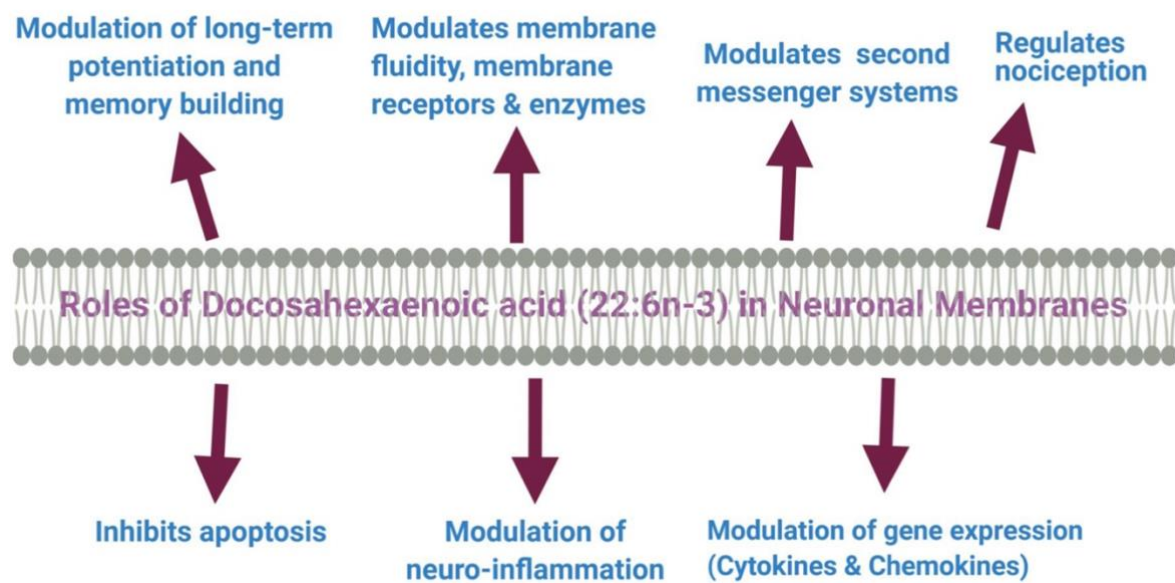 Modulation of long-term
potentiation and
memory building
Modulates membrane
fluidity, membrane
receptors & enzymes
Modulates second
messenger systems
Regulates
nociception
Roles of Docosahexaenoic acid (22:6n-3) in Neuronal Membranes
Inhibits apoptosis
Modulation of
neuro-inflammation
Modulation of gene expression
(Cytokines & Chemokines)